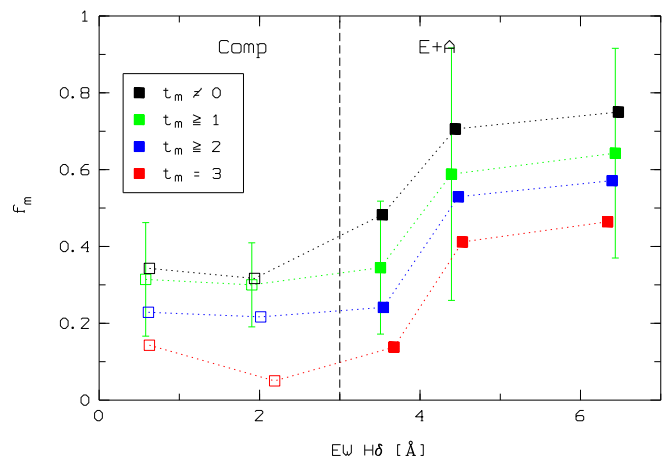 Comp E+A
t_m ≠ 0
t_m ≧ 1
t_m ≧ 2
t_m = 3
f_m
1
0.8
0.6
0.4
0.2
0
0 2 4 6
EW Hδ [Å]